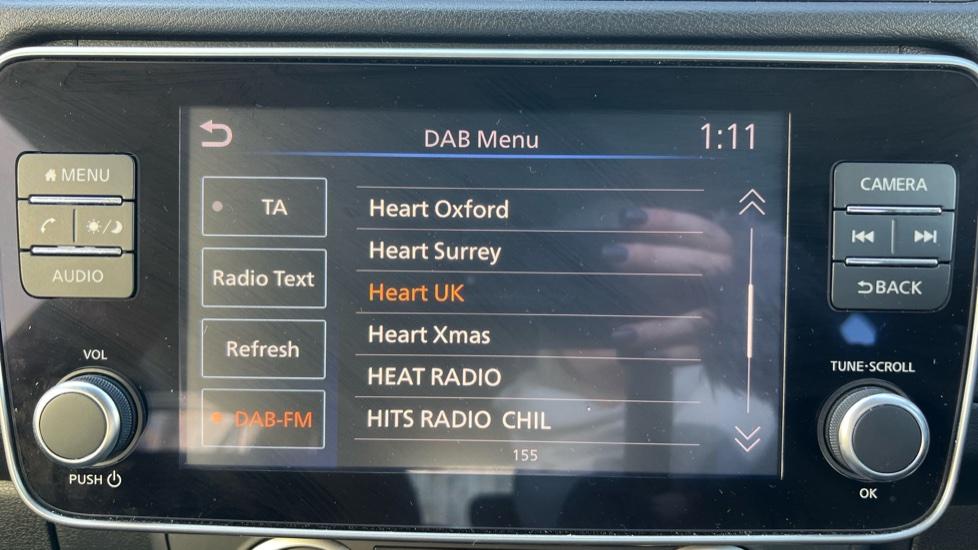 DAB Menu 1:11
MENU
AUDIO
VOL
PUSH
TA
Radio Text
Refresh
DAB-FM
Heart Oxford
Heart Surrey
Heart UK
Heart Xmas
HEAT RADIO
HITS RADIO CHIL
155
CAMERA
BACK
TUNE·SCROLL
OK